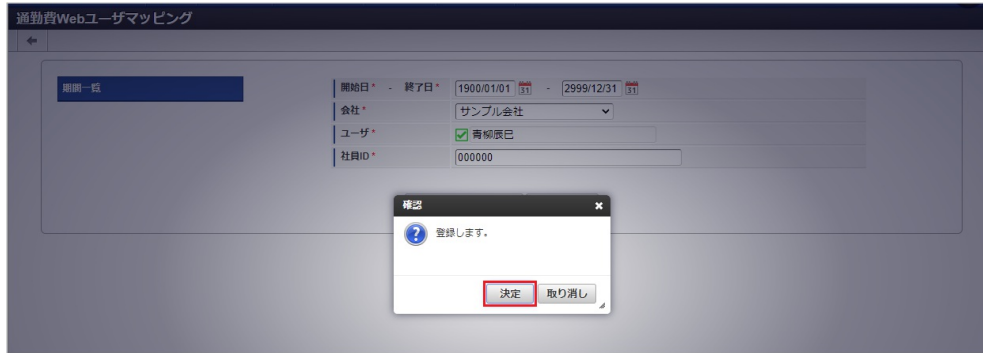 通勤費Webユーザマッピング
期間一覧
開始日* - 終了日* 1900/01/01 31 - 2999/12/31 31
会社* サンプル会社
ユーザ* 青柳辰巳
社員ID* 000000
確認
登録します。
決定 取り消し